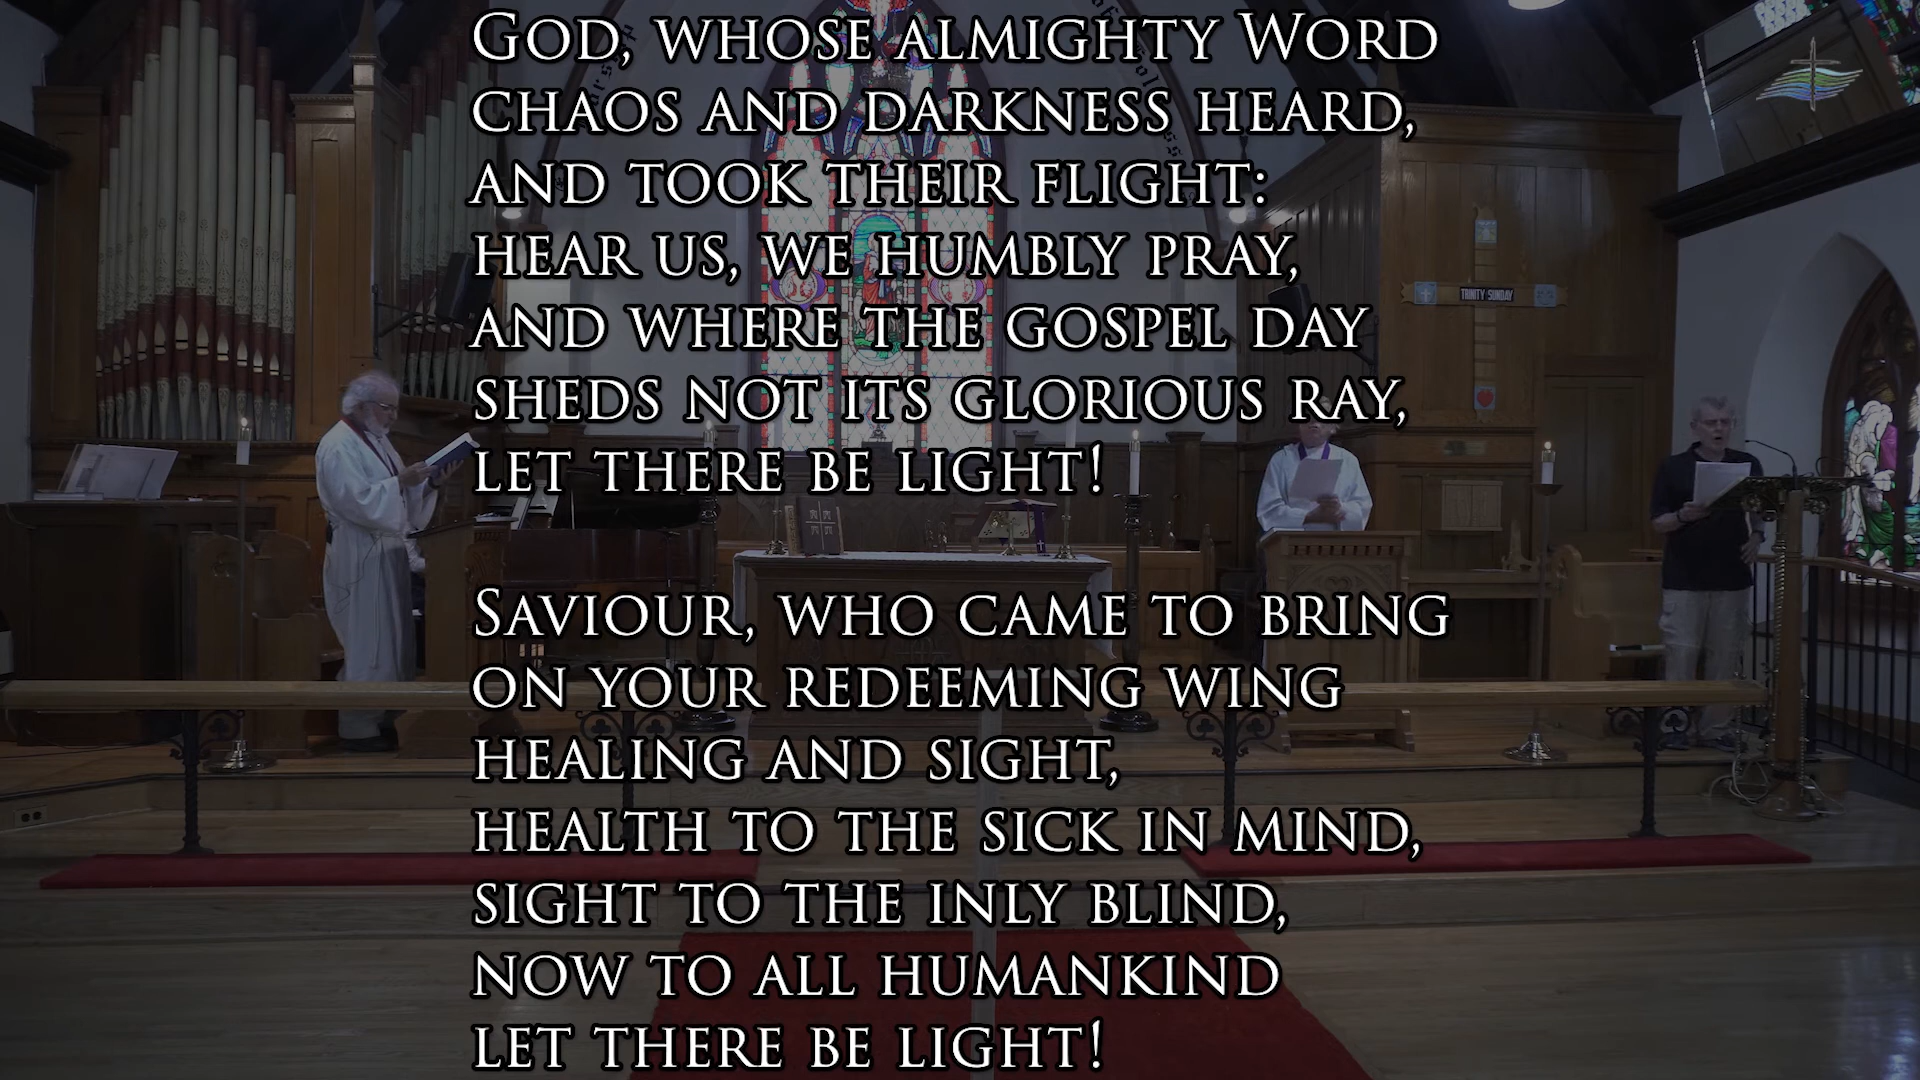 God, whose almighty Word
chaos and darkness heard,
and took their flight:
hear us, we humbly pray,
and where the gospel day
sheds not its glorious ray,
let there be light!
Saviour, who came to bring
on your redeeming wing
healing and sight,
health to the sick in mind,
sight to the inly blind,
now to all humankind
let there be light!
TRINITY SUNDAY